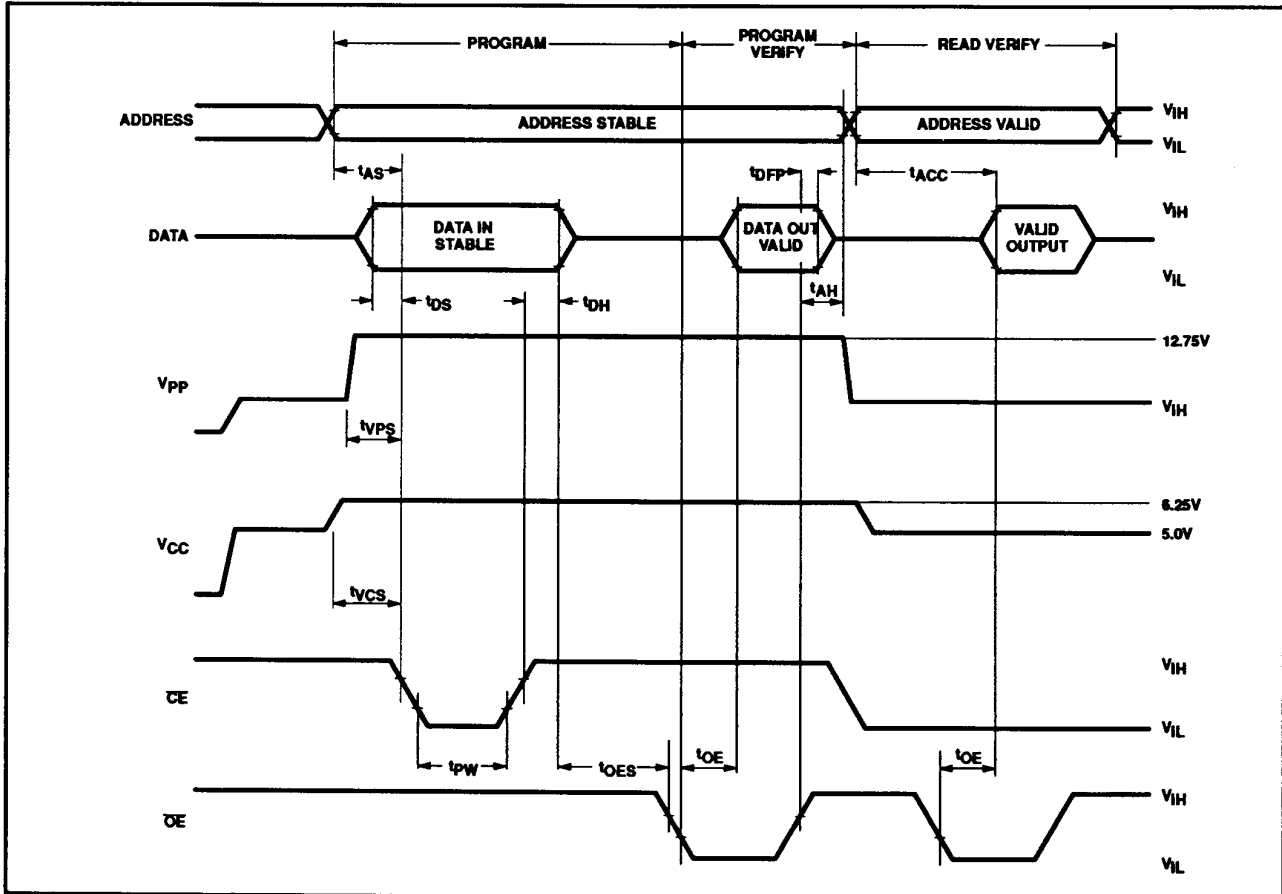 PROGRAM
PROGRAM
VERIFY
READ VERIFY
ADDRESS
ADDRESS STABLE
ADDRESS VALID
VIH
VIL
tAS
tDFP
tACC
DATA
DATA IN
STABLE
DATA OUT
VALID
VALID
OUTPUT
VIH
VIL
tDS
tDH
tAH
VPP
12.75V
VIH
tVPS
VCC
6.25V
5.0V
tVCS
CE
VIH
VIL
tPW
tOES
tOE
tOE
OE
VIH
VIL